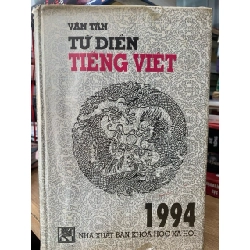 VĂN TÂN
TỪ ĐIỂN
TIẾNG VIỆT
1994
NHÀ XUẤT BẢN KHOA HỌC XÃ HỘI